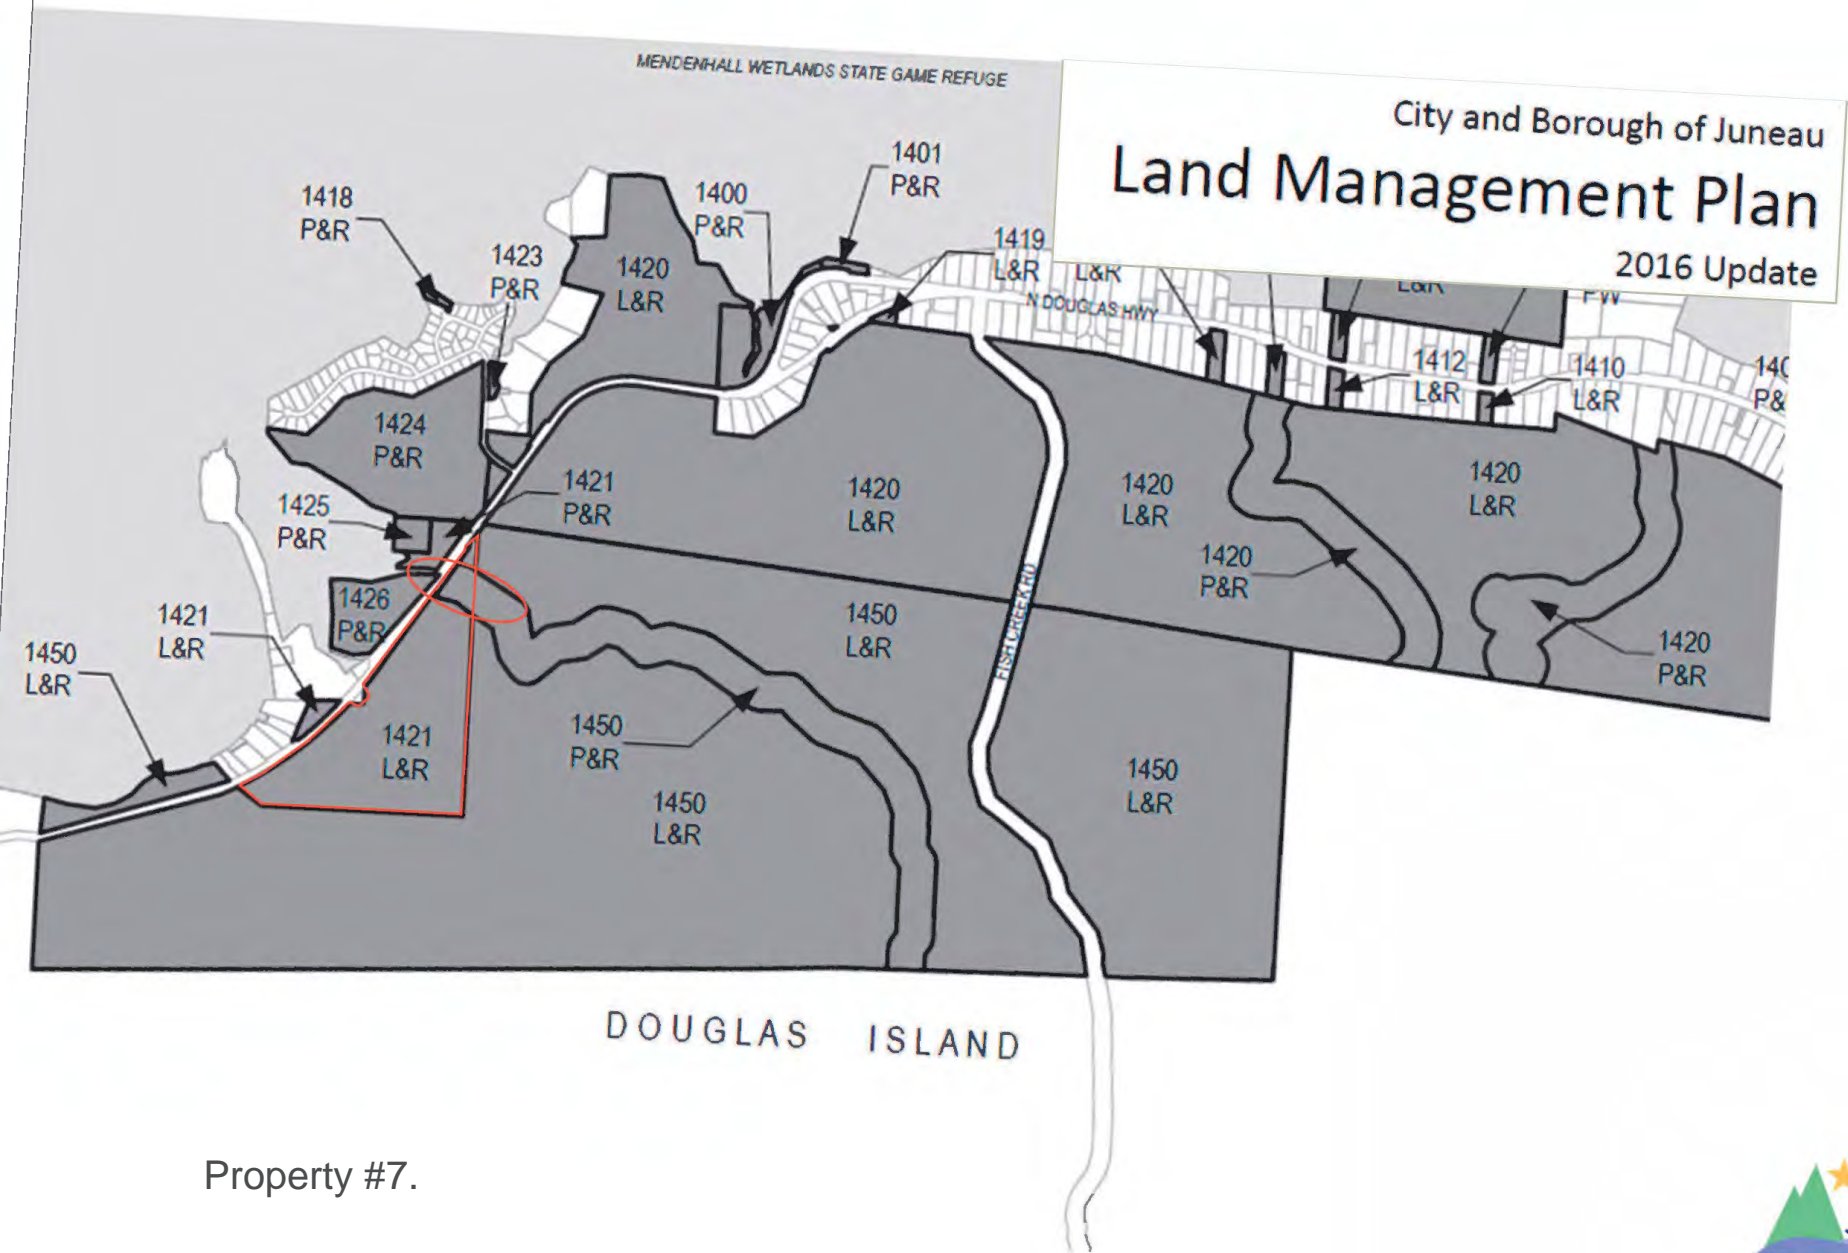 MENDENHALL WETLANDS STATE GAME REFUGE
City and Borough of Juneau
Land Management Plan
2016 Update
1401
P&R
1418
P&R
1400
P&R
1423
P&R
1420
L&R
1419
L&R
L&R
L&R
PW
N DOUGLAS HWY
1412
L&R
1410
L&R
140
P&
1424
P&R
1425
P&R
1421
P&R
1420
L&R
1420
L&R
1420
L&R
1420
P&R
1426
P&R
1421
L&R
1450
L&R
1450
L&R
FISH CREEK RD
1420
P&R
1421
L&R
1450
P&R
1450
L&R
1450
L&R
DOUGLAS ISLAND
Property #7.